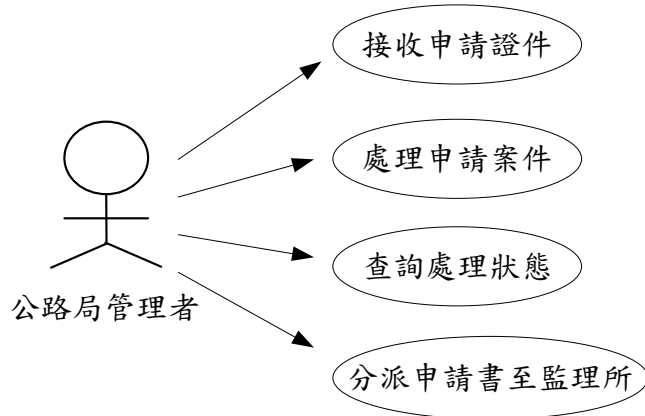 接收申請證件
處理申請案件
查詢處理狀態
公路局管理者
分派申請書至監理所